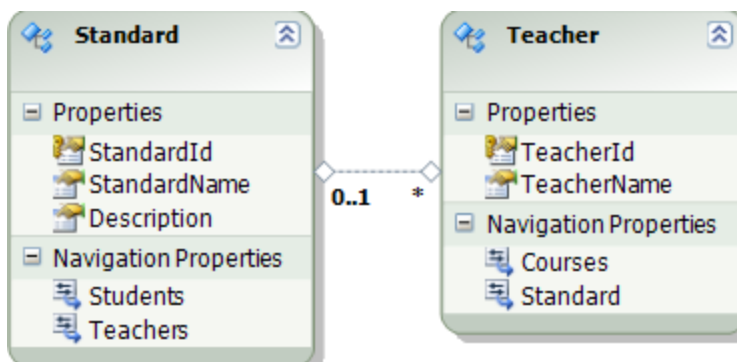 Standard
Properties
StandardId
StandardName
Description
Navigation Properties
Students
Teachers
0..1 *
Teacher
Properties
TeacherId
TeacherName
Navigation Properties
Courses
Standard